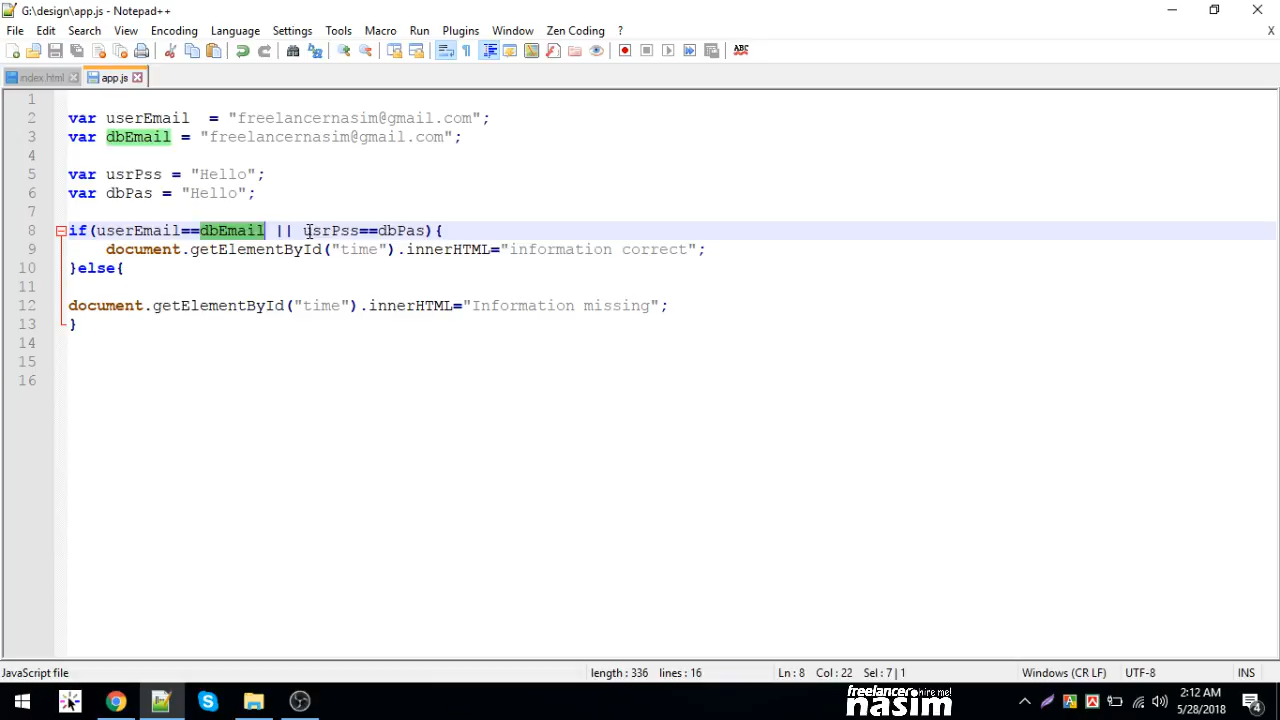 G:\design\app.js - Notepad++
File Edit Search View Encoding Language Settings Tools Macro Run Plugins Window Zen Coding ? X
ABC
index.html app.js
1
2 var userEmail  = "freelancernasim@gmail.com";
3 var dbEmail = "freelancernasim@gmail.com";
4
5 var usrPss = "Hello";
6 var dbPas = "Hello";
7
8 if(userEmail==dbEmail || usrPss==dbPas){
9     document.getElementById("time").innerHTML="information correct";
10 }else{
11
12 document.getElementById("time").innerHTML="Information missing";
13 }
14
15
16
JavaScript file length : 336 lines : 16 Ln : 8 Col : 22 Sel : 7 | 1 Windows (CR LF) UTF-8 INS
freelancer hire me!
nasim
2:12 AM
5/28/2018
4